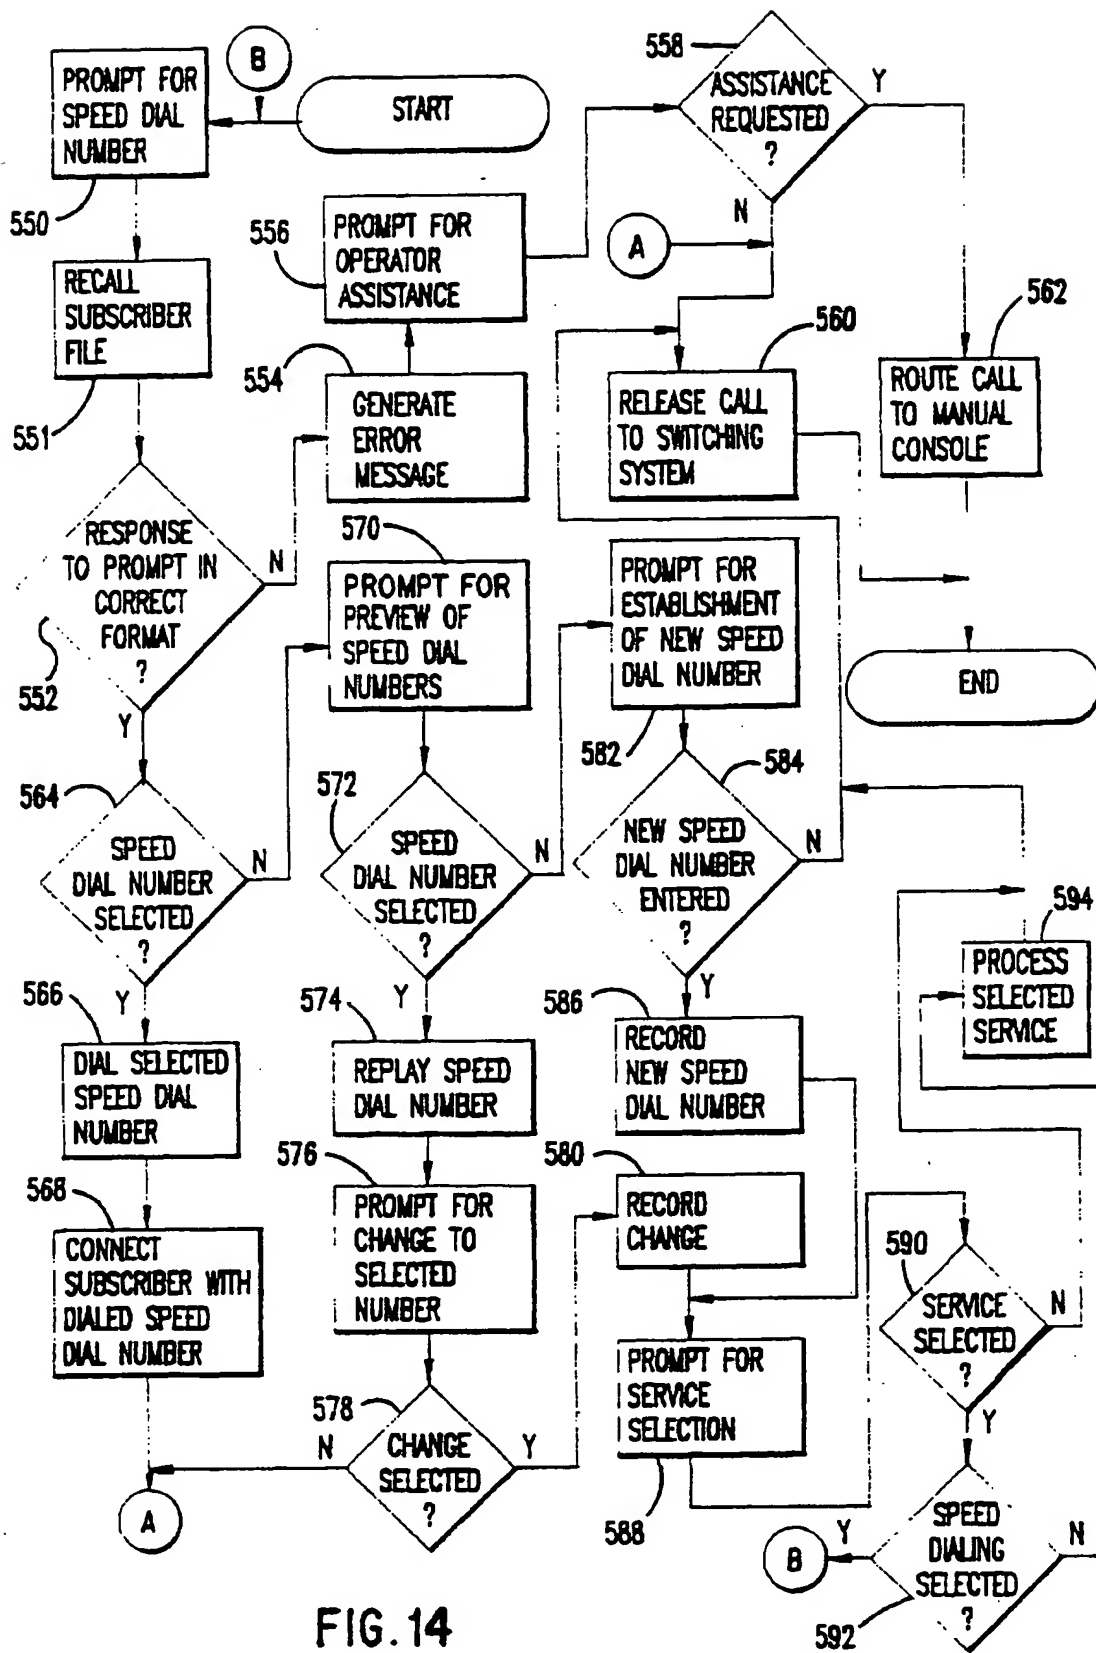 B
START
PROMPT FOR
SPEED DIAL
NUMBER
550
RECALL
SUBSCRIBER
FILE
551
RESPONSE
TO PROMPT IN
CORRECT
FORMAT
?
N
Y
552
554
GENERATE
ERROR
MESSAGE
556
PROMPT FOR
OPERATOR
ASSISTANCE
558
ASSISTANCE
REQUESTED
?
Y
N
A
560
RELEASE CALL
TO SWITCHING
SYSTEM
562
ROUTE CALL
TO MANUAL
CONSOLE
END
564
SPEED
DIAL NUMBER
SELECTED
?
N
Y
566
DIAL SELECTED
SPEED DIAL
NUMBER
568
CONNECT
SUBSCRIBER WITH
DIALED SPEED
DIAL NUMBER
A
570
PROMPT FOR
PREVIEW OF
SPEED DIAL
NUMBERS
572
SPEED
DIAL NUMBER
SELECTED
?
N
Y
574
REPLAY SPEED
DIAL NUMBER
576
PROMPT FOR
CHANGE TO
SELECTED
NUMBER
578
CHANGE
SELECTED
?
N
Y
580
RECORD
CHANGE
PROMPT FOR
ESTABLISHMENT
OF NEW SPEED
DIAL NUMBER
582
584
NEW SPEED
DIAL NUMBER
ENTERED
?
N
Y
586
RECORD
NEW SPEED
DIAL NUMBER
PROMPT FOR
SERVICE
SELECTION
588
590
SERVICE
SELECTED
?
N
Y
SPEED
DIALING
SELECTED
?
592
Y
N
B
594
PROCESS
SELECTED
SERVICE
FIG. 14